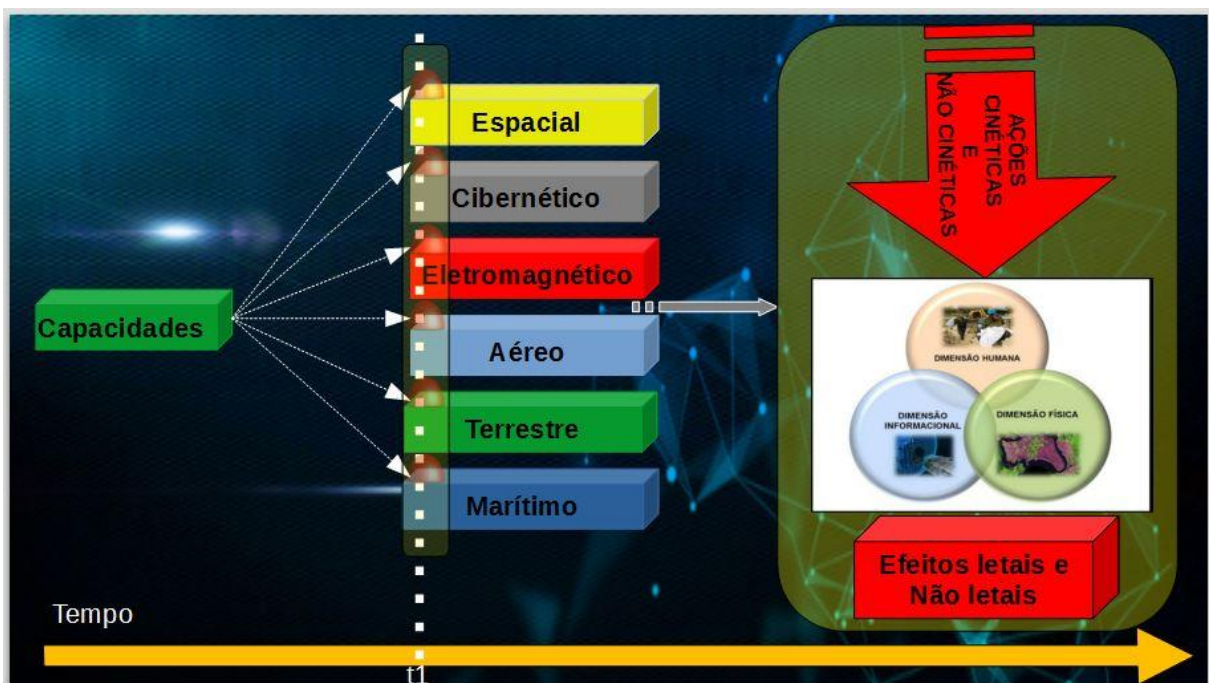 Capacidades
Espacial
Cibernético
Eletromagnético
Aéreo
Terrestre
Marítimo
AÇÕES
CINÉTICAS
E
NÃO CINÉTICAS
DIMENSÃO HUMANA
DIMENSÃO
INFORMACIONAL
DIMENSÃO FÍSICA
Efeitos letais e
Não letais
Tempo
t1